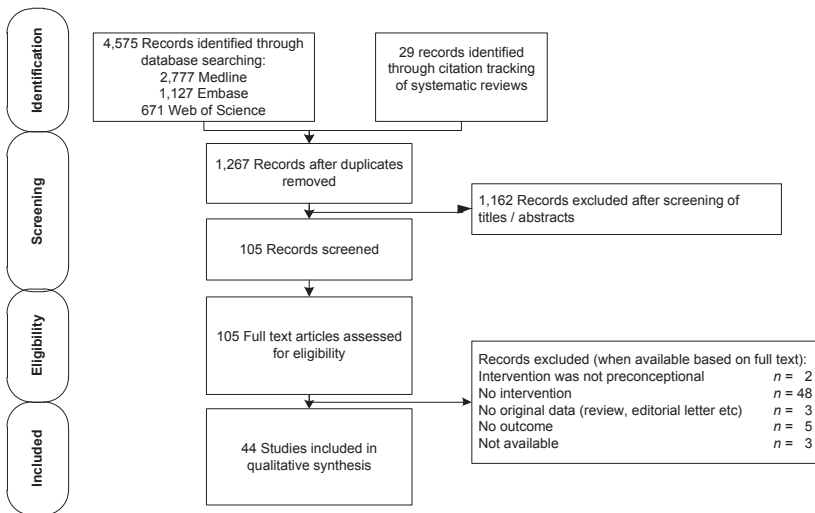 Identification
4,575 Records identified through
database searching:
2,777 Medline
1,127 Embase
671 Web of Science
29 records identified
through citation tracking
of systematic reviews
Screening
1,267 Records after duplicates
removed
1,162 Records excluded after screening of
titles / abstracts
105 Records screened
Eligibility
105 Full text articles assessed
for eligibility
Records excluded (when available based on full text):
Intervention was not preconceptional n = 2
No intervention n = 48
No original data (review, editorial letter etc) n = 3
No outcome n = 5
Not available n = 3
Included
44 Studies included in
qualitative synthesis